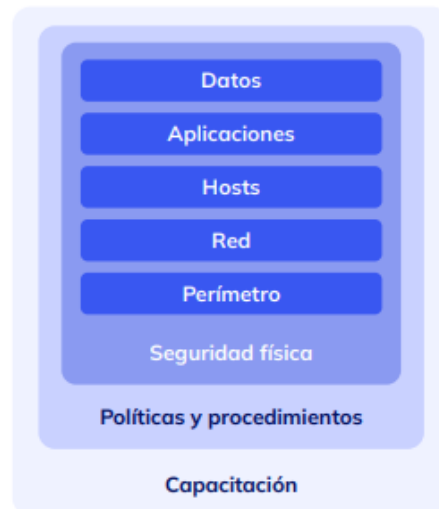 Datos
Aplicaciones
Hosts
Red
Perímetro
Seguridad física
Políticas y procedimientos
Capacitación